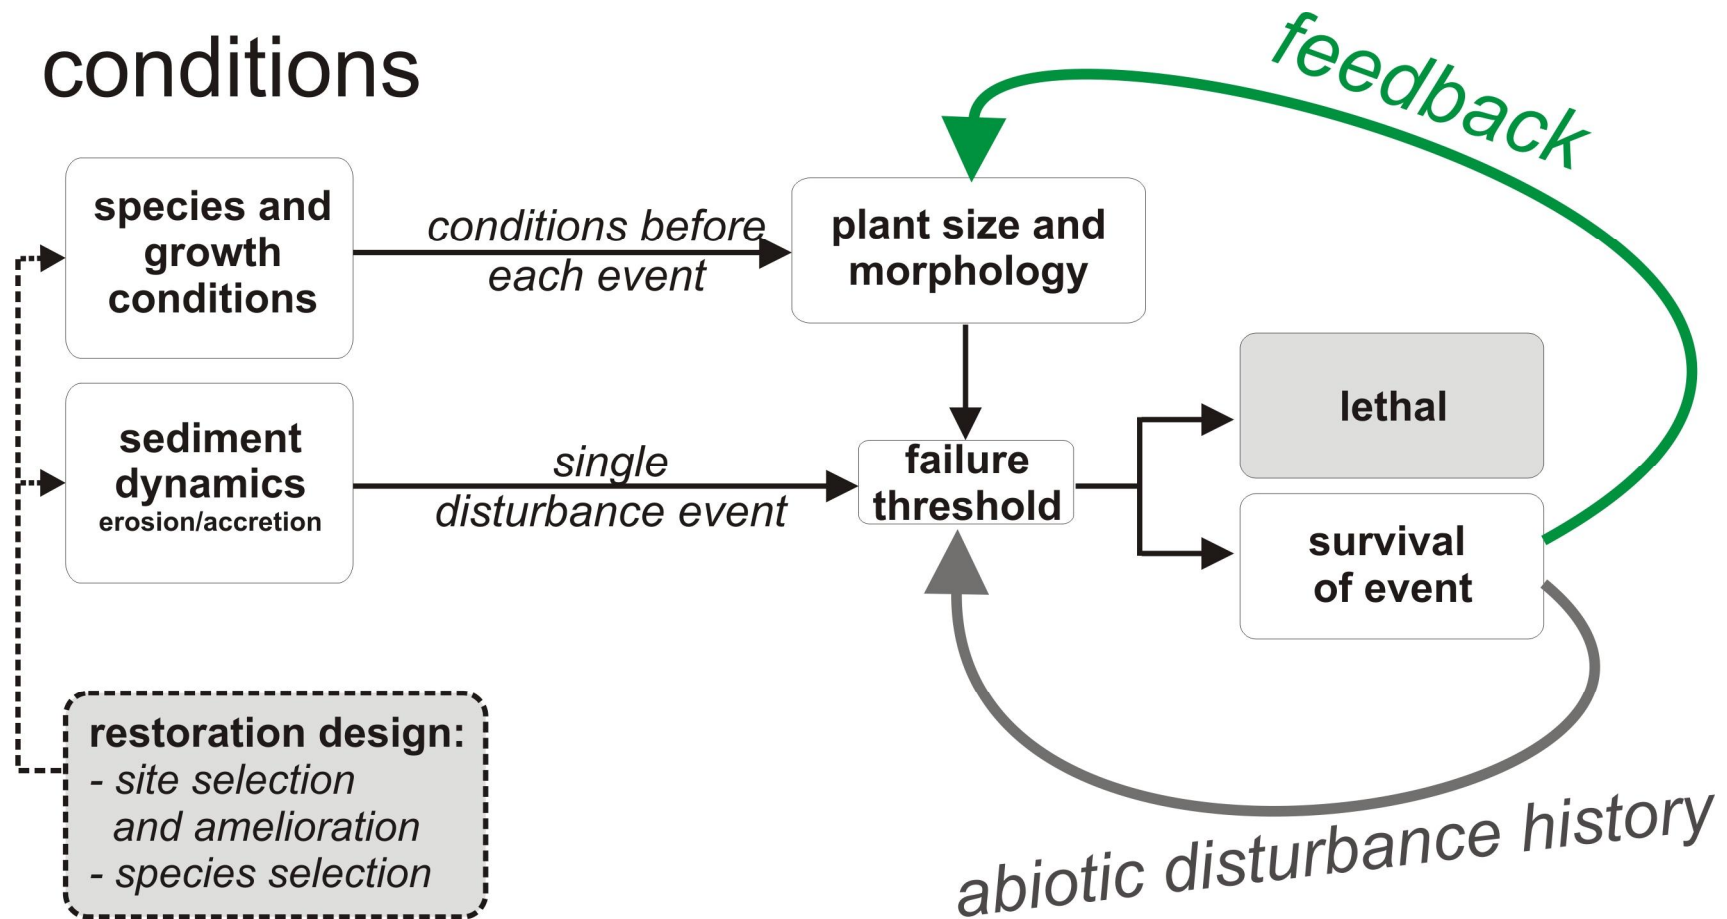 conditions
feedback
species and
growth
conditions
conditions before
each event
plant size and
morphology
lethal
sediment
dynamics
erosion/accretion
single
disturbance event
failure
threshold
survival
of event
restoration design:
- site selection
and amelioration
- species selection
abiotic disturbance history